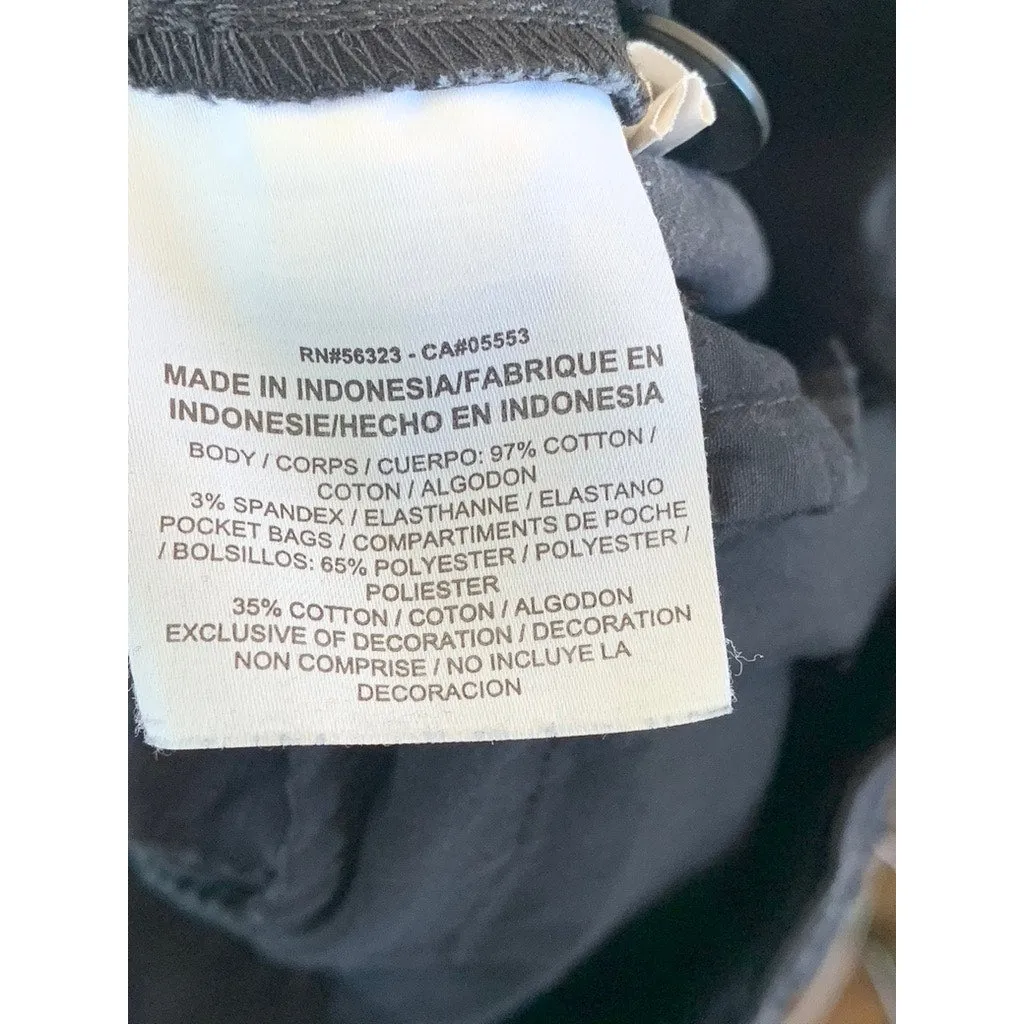 RN#56323 - CA#05553
MADE IN INDONESIA/FABRIQUE EN
INDONESIE/HECHO EN INDONESIA
BODY / CORPS / CUERPO: 97% COTTON /
COTON / ALGODON
3% SPANDEX / ELASTHANNE / ELASTANO
POCKET BAGS / COMPARTIMENTS DE POCHE
/ BOLSILLOS: 65% POLYESTER / POLYESTER /
POLIESTER
35% COTTON / COTON / ALGODON
EXCLUSIVE OF DECORATION / DECORATION
NON COMPRISE / NO INCLUYE LA
DECORACION